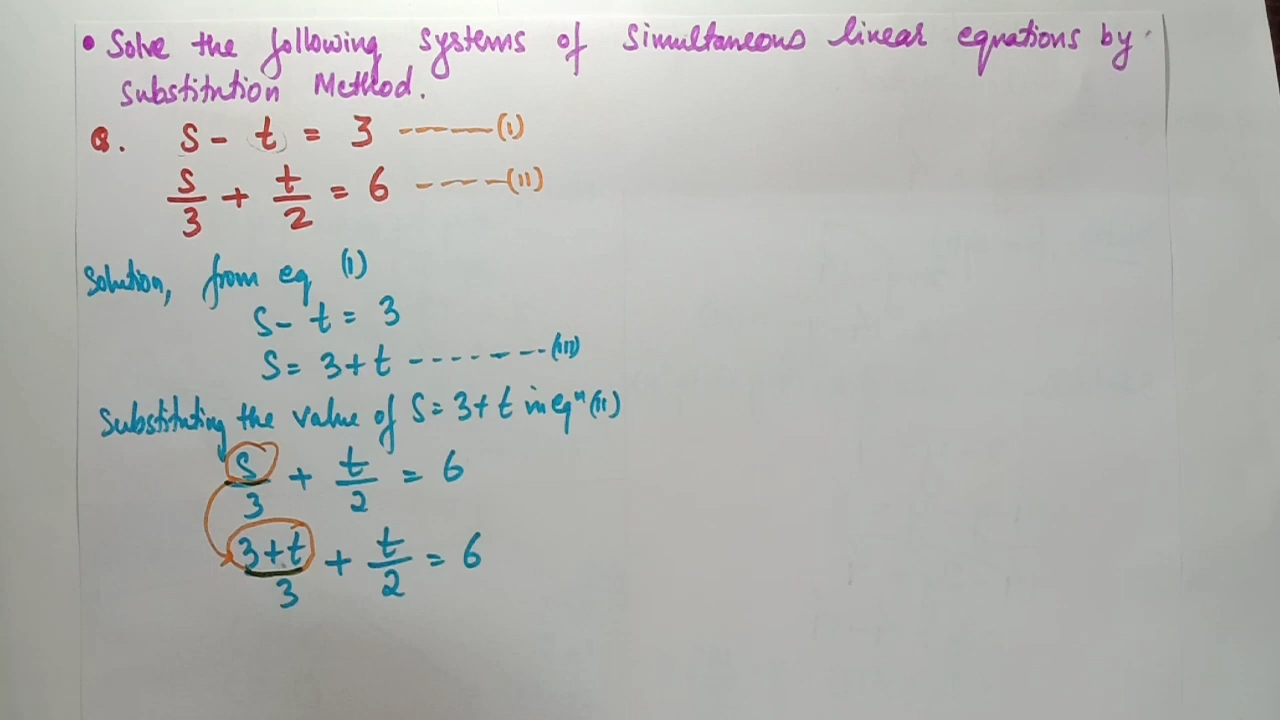 • Solve the following systems of simultaneous linear equations by
substitution Method.
Q. s - t = 3 -------(i)
s/3 + t/2 = 6 -------(ii)
Solution, from eq (i)
s - t = 3
s = 3 + t -------(iii)
Substituting the value of s = 3 + t in eqⁿ (ii)
s/3 + t/2 = 6
3+t/3 + t/2 = 6